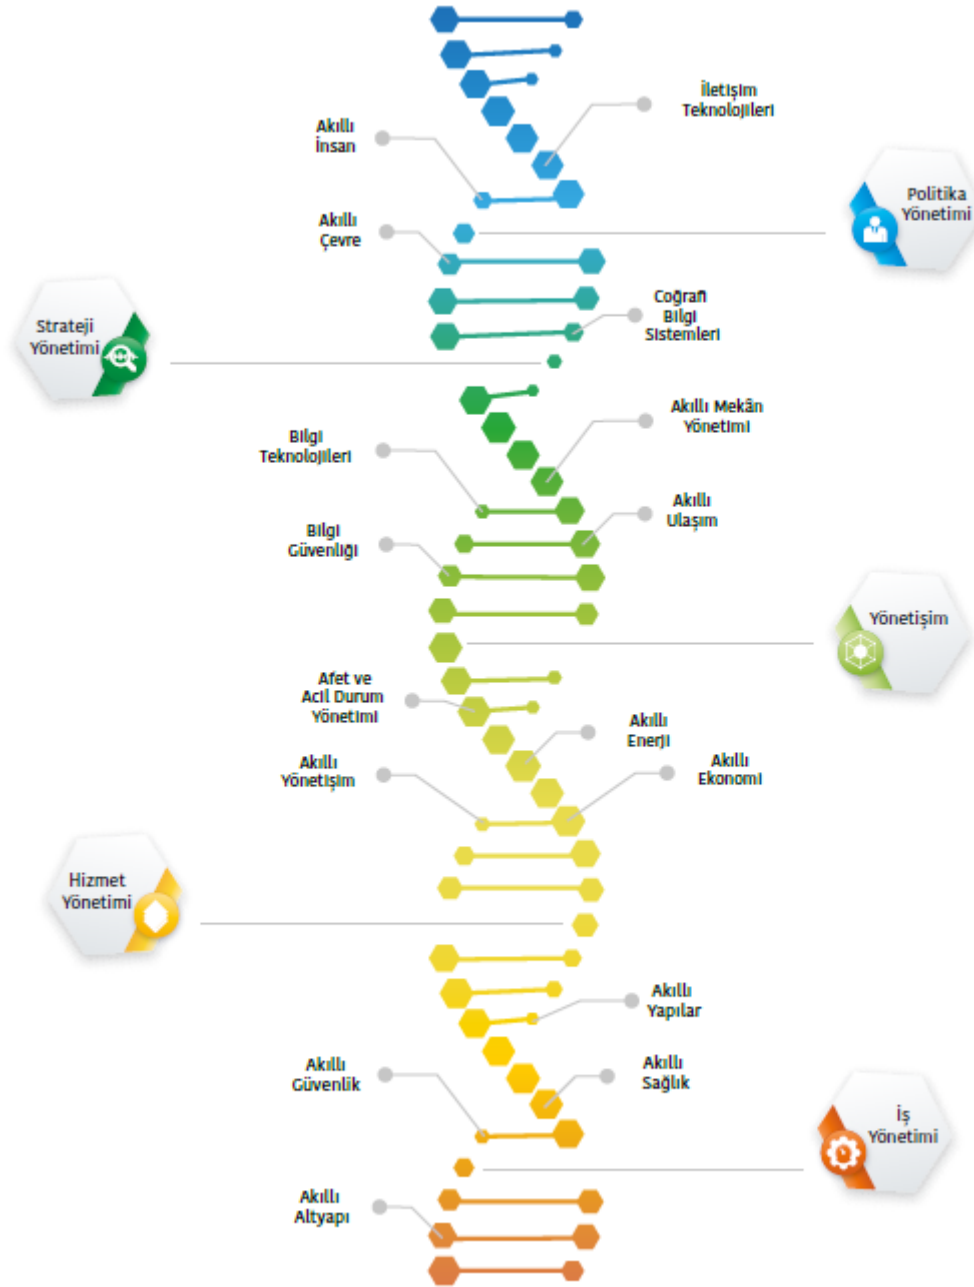 İletişim
Teknolojileri
Akıllı
İnsan
Politika
Yönetimi
Akıllı
Çevre
Coğrafi
Bilgi
Sistemleri
Strateji
Yönetimi
Akıllı Mekân
Yönetimi
Bilgi
Teknolojileri
Akıllı
Ulaşım
Bilgi
Güvenliği
Yönetişim
Afet ve
Acil Durum
Yönetimi
Akıllı
Enerji
Akıllı
Ekonomi
Akıllı
Yönetişim
Hizmet
Yönetimi
Akıllı
Yapılar
Akıllı
Güvenlik
Akıllı
Sağlık
İş
Yönetimi
Akıllı
Altyapı